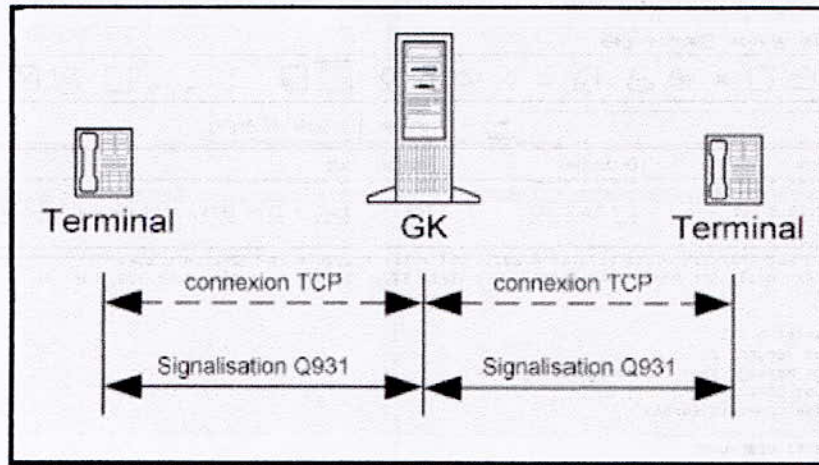 Terminal
GK
Terminal
connexion TCP
connexion TCP
Signalisation Q931
Signalisation Q931